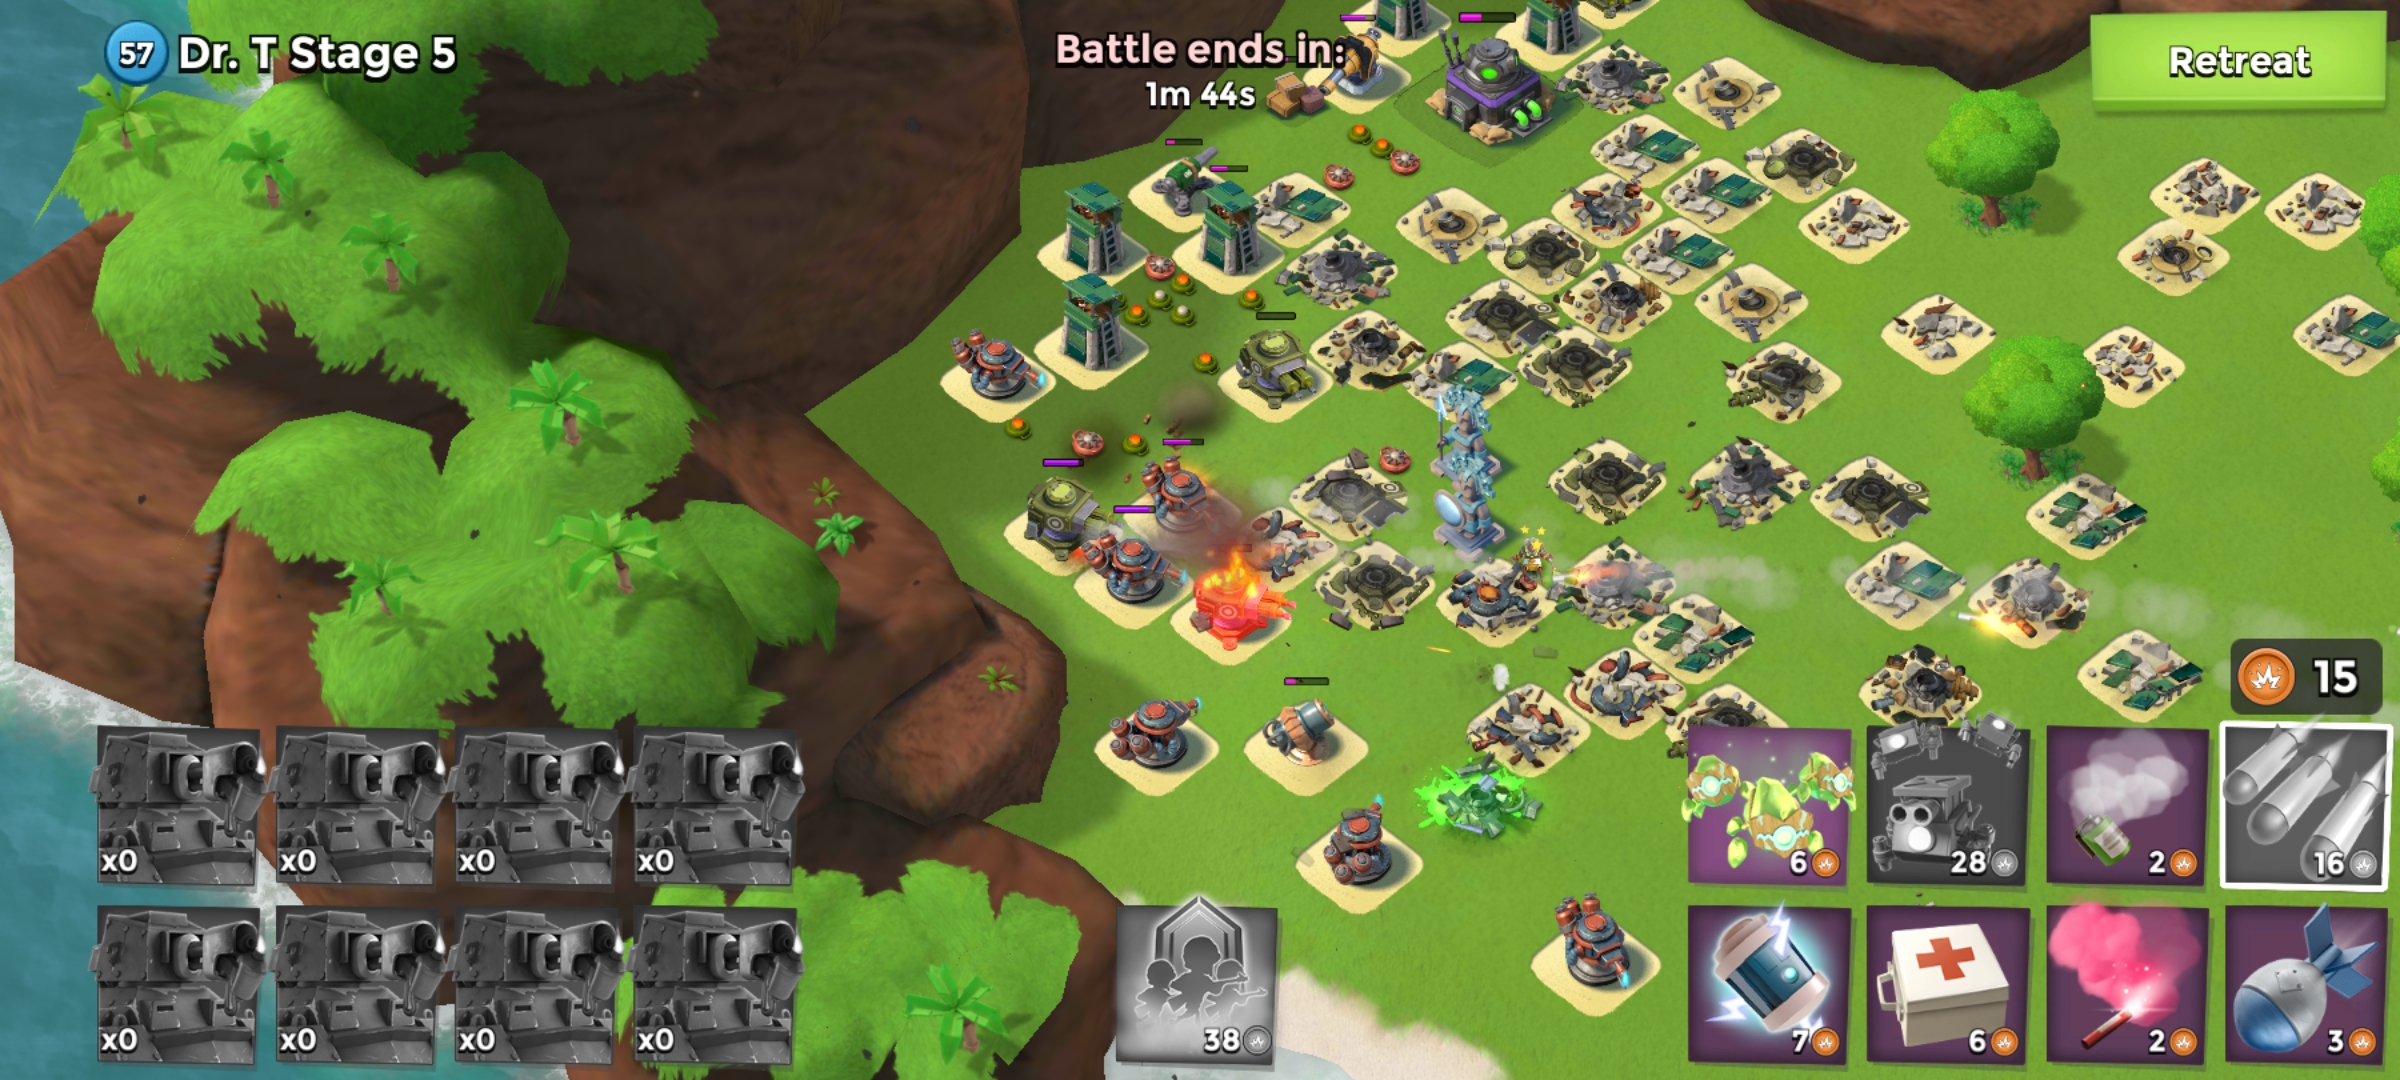 57 Dr. T Stage 5
Battle ends in:
1m 44s
Retreat
15
x0
x0
x0
x0
6
28
2
16
x0
x0
x0
x0
38
7
6
2
3